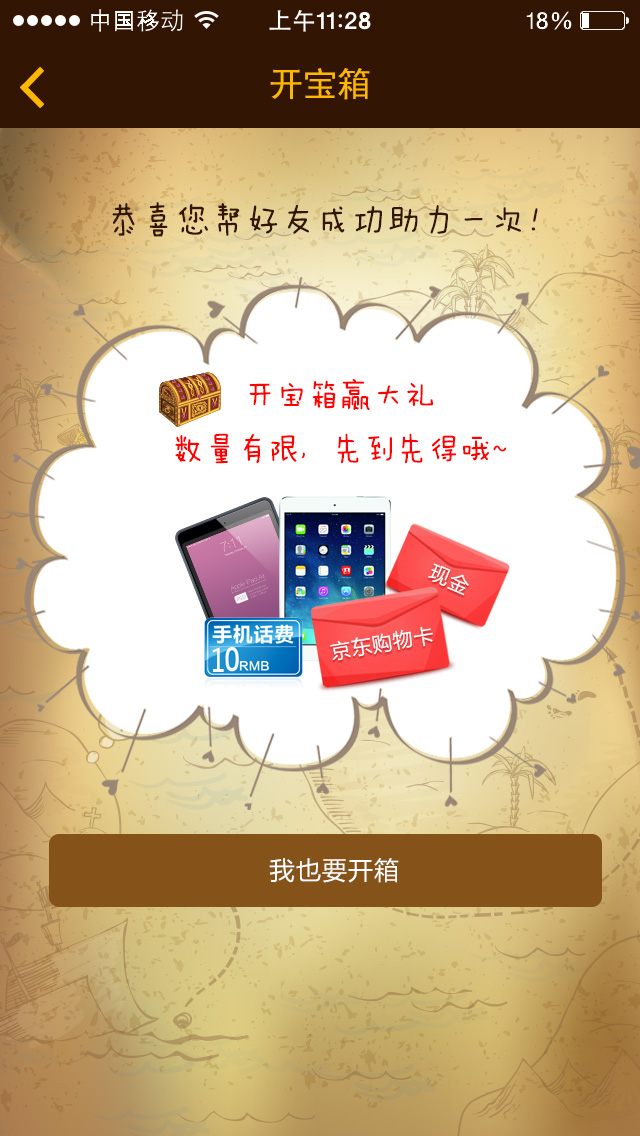 中国移动 上午11:28 18%
开宝箱
恭喜您帮好友成功助力一次!
开宝箱赢大礼
数量有限, 先到先得哦~
7:11
现金
手机话费
10RMB
京东购物卡
我也要开箱